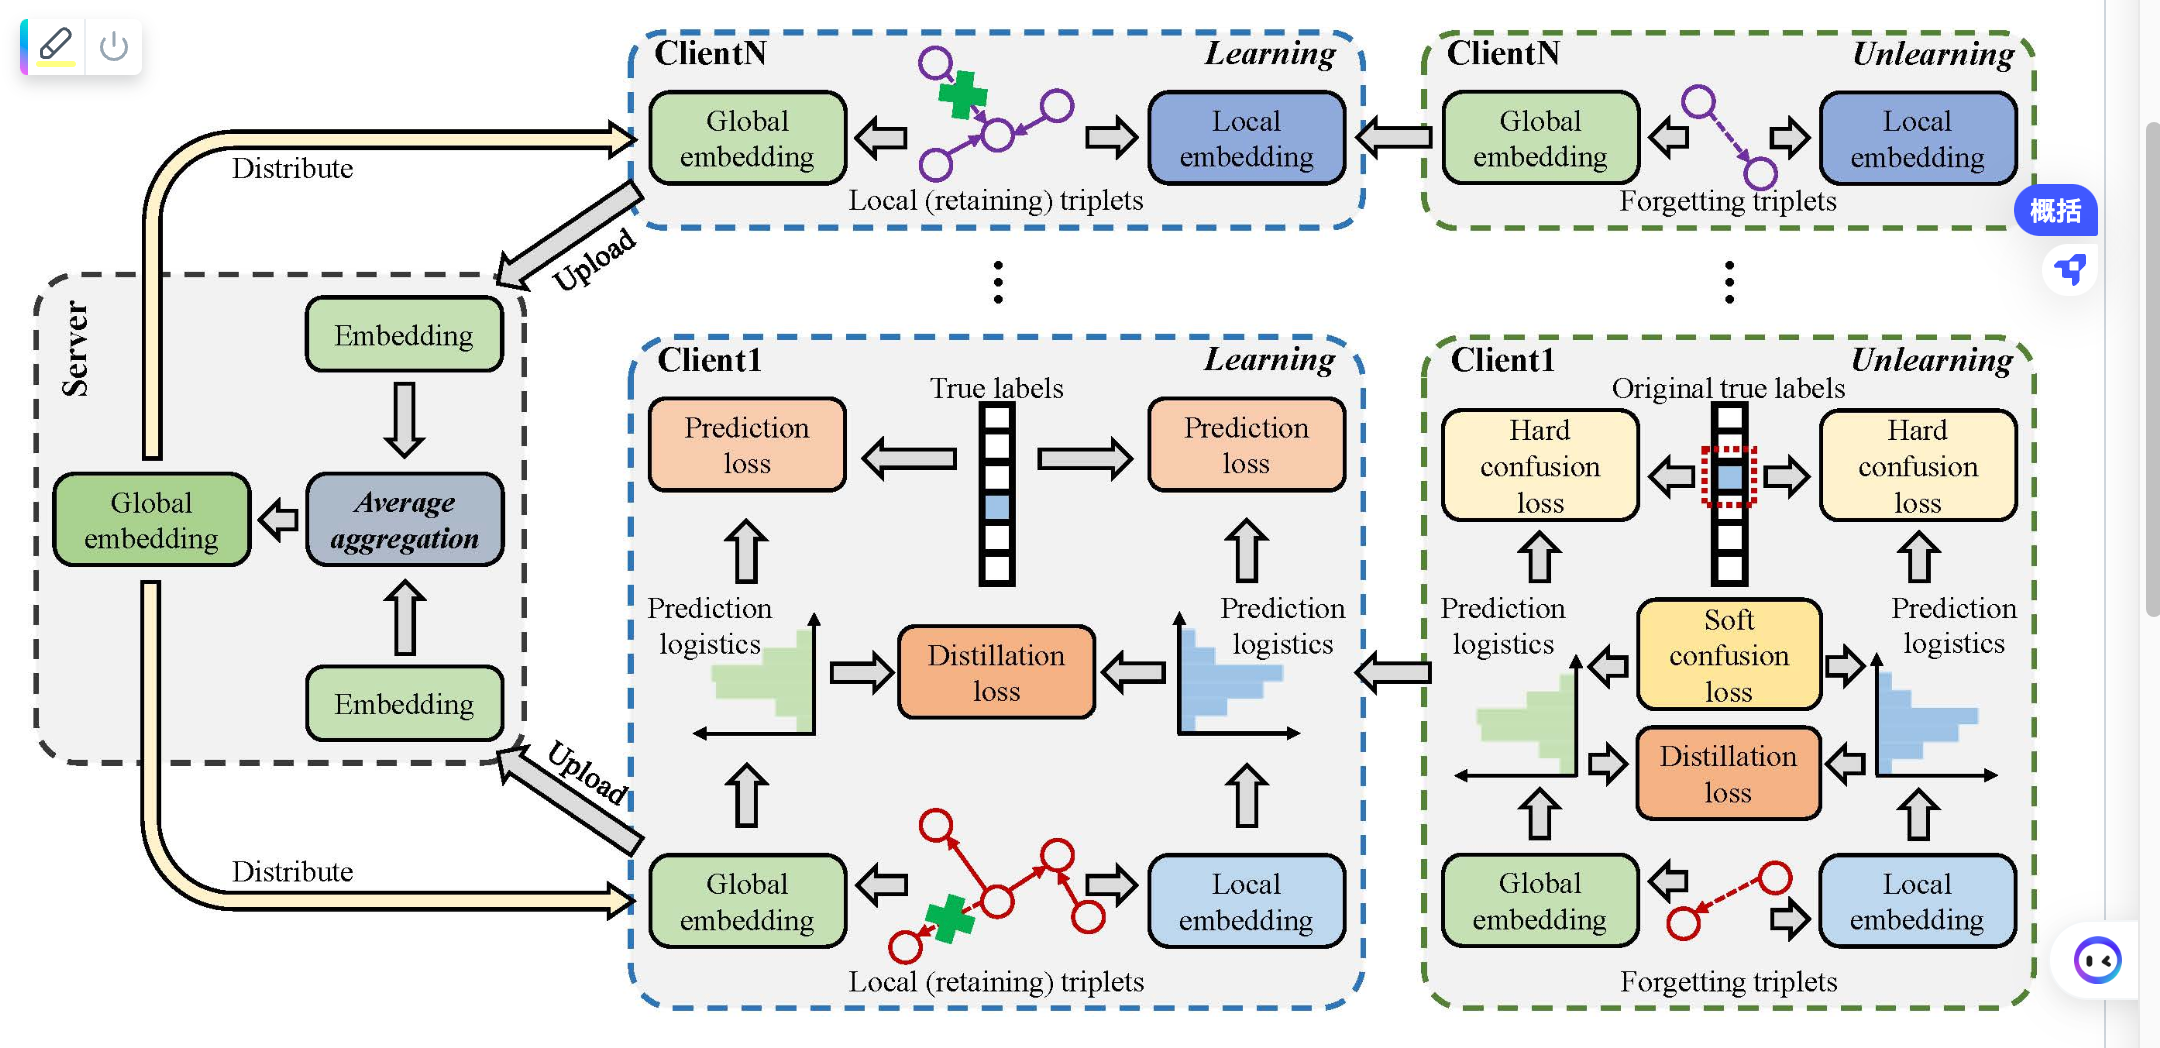 ClientN
Learning
Global
embedding
Local
embedding
Local (retaining) triplets
ClientN
Unlearning
Global
embedding
Local
embedding
Forgetting triplets
概括
Distribute
Upload
Server
Embedding
Global
embedding
Average
aggregation
Embedding
Upload
Distribute
Client1
Learning
True labels
Prediction
loss
Prediction
loss
Prediction
logistics
Prediction
logistics
Distillation
loss
Global
embedding
Local
embedding
Local (retaining) triplets
Client1
Unlearning
Original true labels
Hard
confusion
loss
Hard
confusion
loss
Prediction
logistics
Soft
confusion
loss
Prediction
logistics
Distillation
loss
Global
embedding
Local
embedding
Forgetting triplets